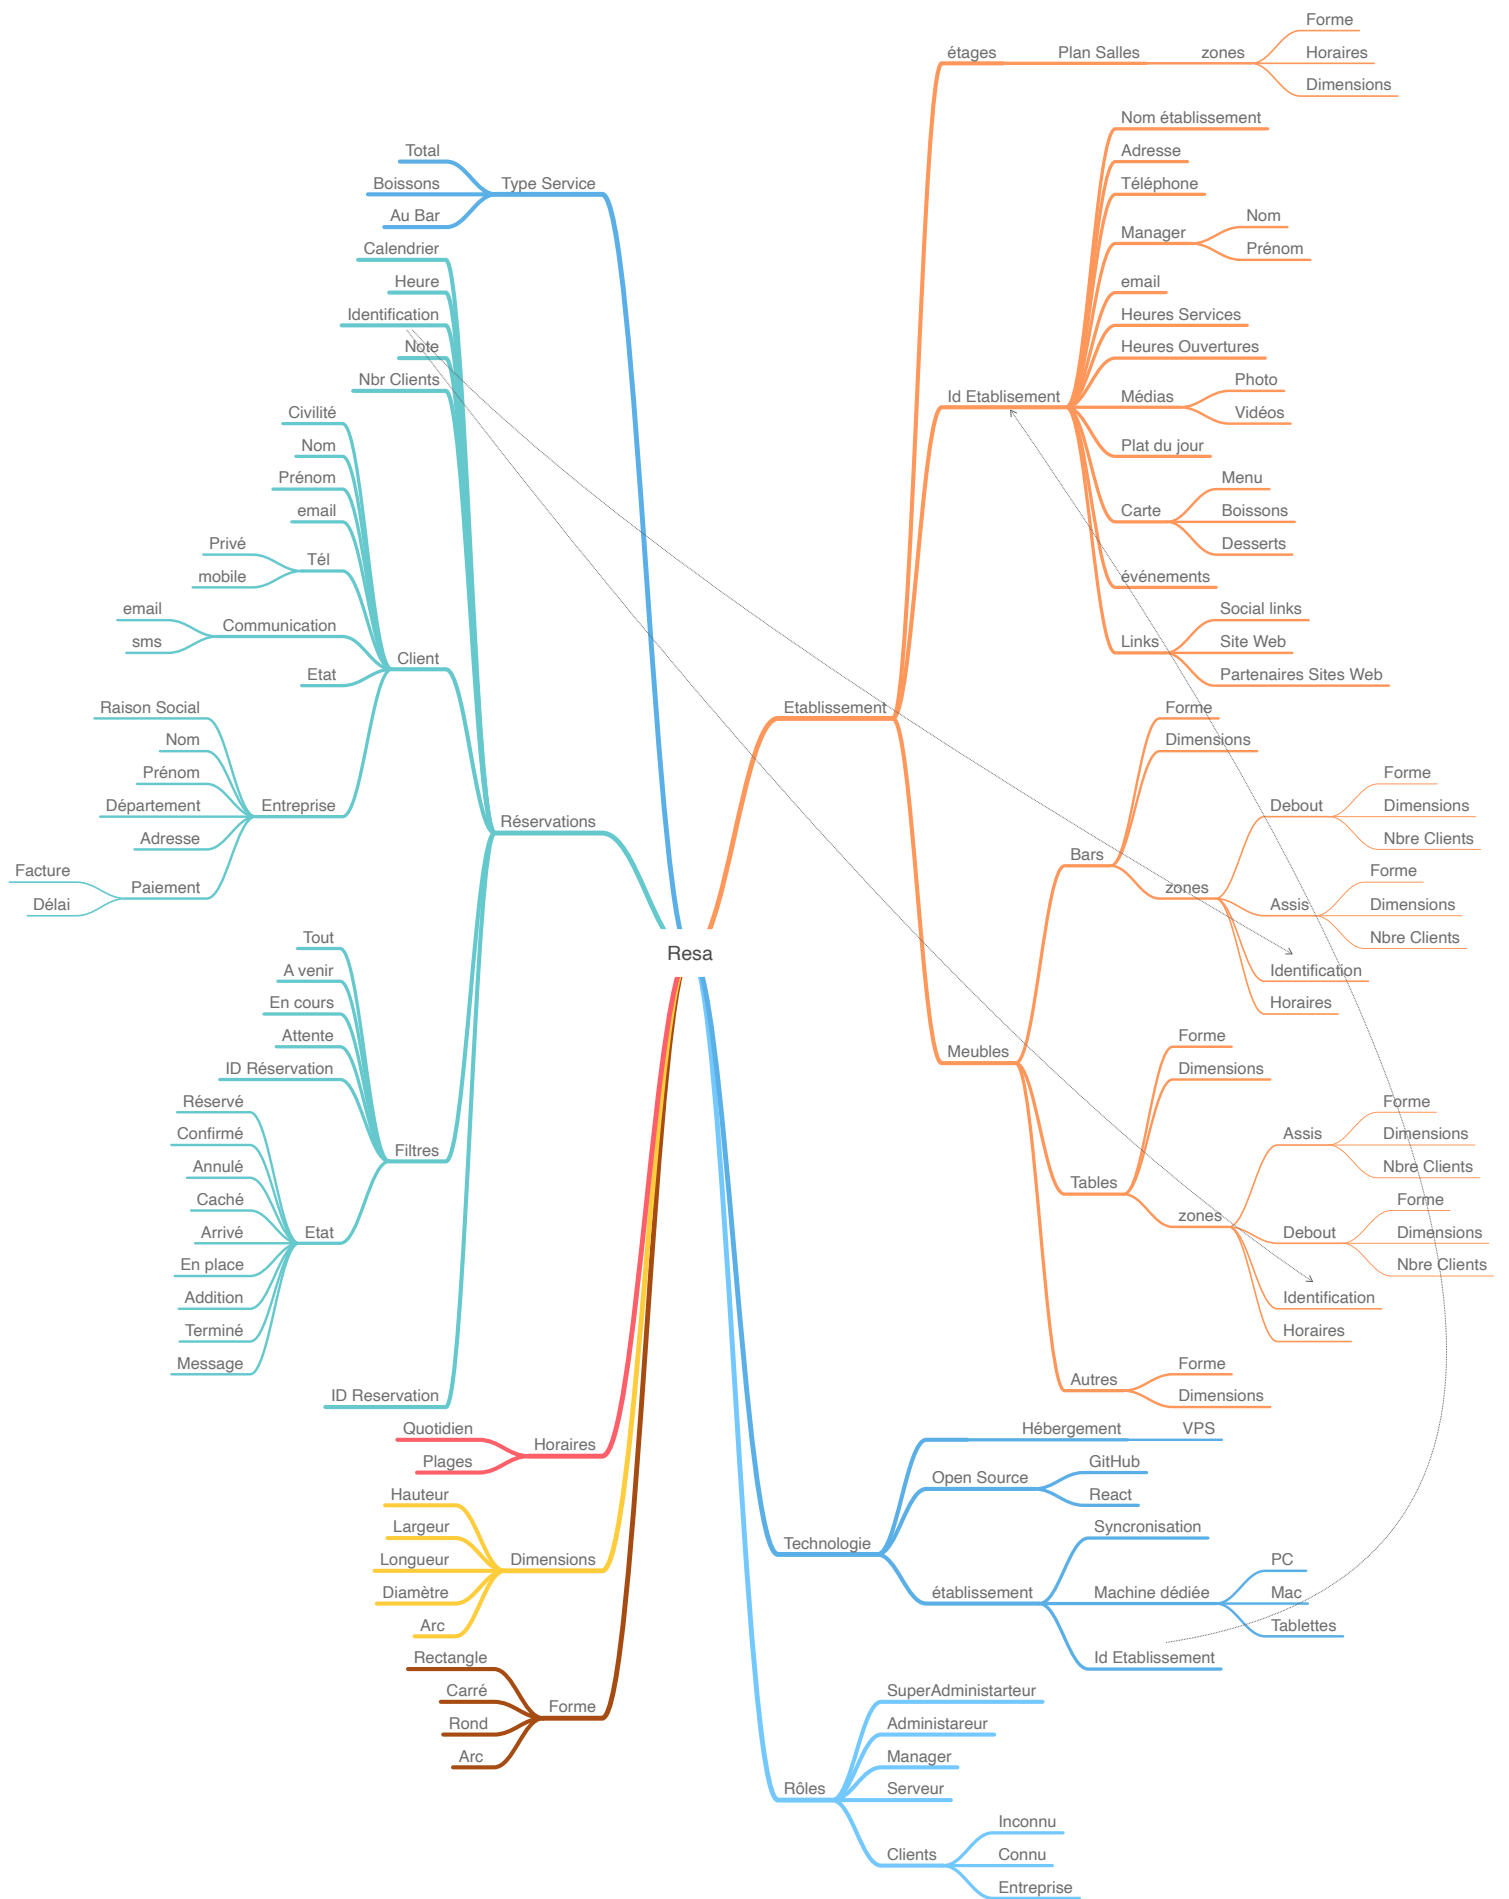 Resa
Type Service
Total
Boissons
Au Bar
Réservations
Calendrier
Heure
Identification
Note
Nbr Clients
Client
Civilité
Nom
Prénom
email
Tél
Privé
mobile
Communication
email
sms
Etat
Entreprise
Raison Social
Nom
Prénom
Département
Adresse
Paiement
Facture
Délai
Filtres
Tout
A venir
En cours
Attente
ID Réservation
Etat
Réservé
Confirmé
Annulé
Caché
Arrivé
En place
Addition
Terminé
Message
ID Reservation
Horaires
Quotidien
Plages
Dimensions
Hauteur
Largeur
Longueur
Diamètre
Arc
Forme
Rectangle
Carré
Rond
Arc
Etablissement
étages
Plan Salles
zones
Forme
Horaires
Dimensions
Id Etablisement
Nom établissement
Adresse
Téléphone
Manager
Nom
Prénom
email
Heures Services
Heures Ouvertures
Médias
Photo
Vidéos
Plat du jour
Carte
Menu
Boissons
Desserts
événements
Links
Social links
Site Web
Partenaires Sites Web
Meubles
Bars
Forme
Dimensions
zones
Debout
Forme
Dimensions
Nbre Clients
Assis
Forme
Dimensions
Nbre Clients
Identification
Horaires
Tables
Forme
Dimensions
zones
Assis
Forme
Dimensions
Nbre Clients
Debout
Forme
Dimensions
Nbre Clients
Identification
Horaires
Autres
Forme
Dimensions
Technologie
Hébergement
VPS
Open Source
GitHub
React
établissement
Syncronisation
Machine dédiée
PC
Mac
Tablettes
Id Etablissement
Rôles
SuperAdministarteur
Administareur
Manager
Serveur
Clients
Inconnu
Connu
Entreprise